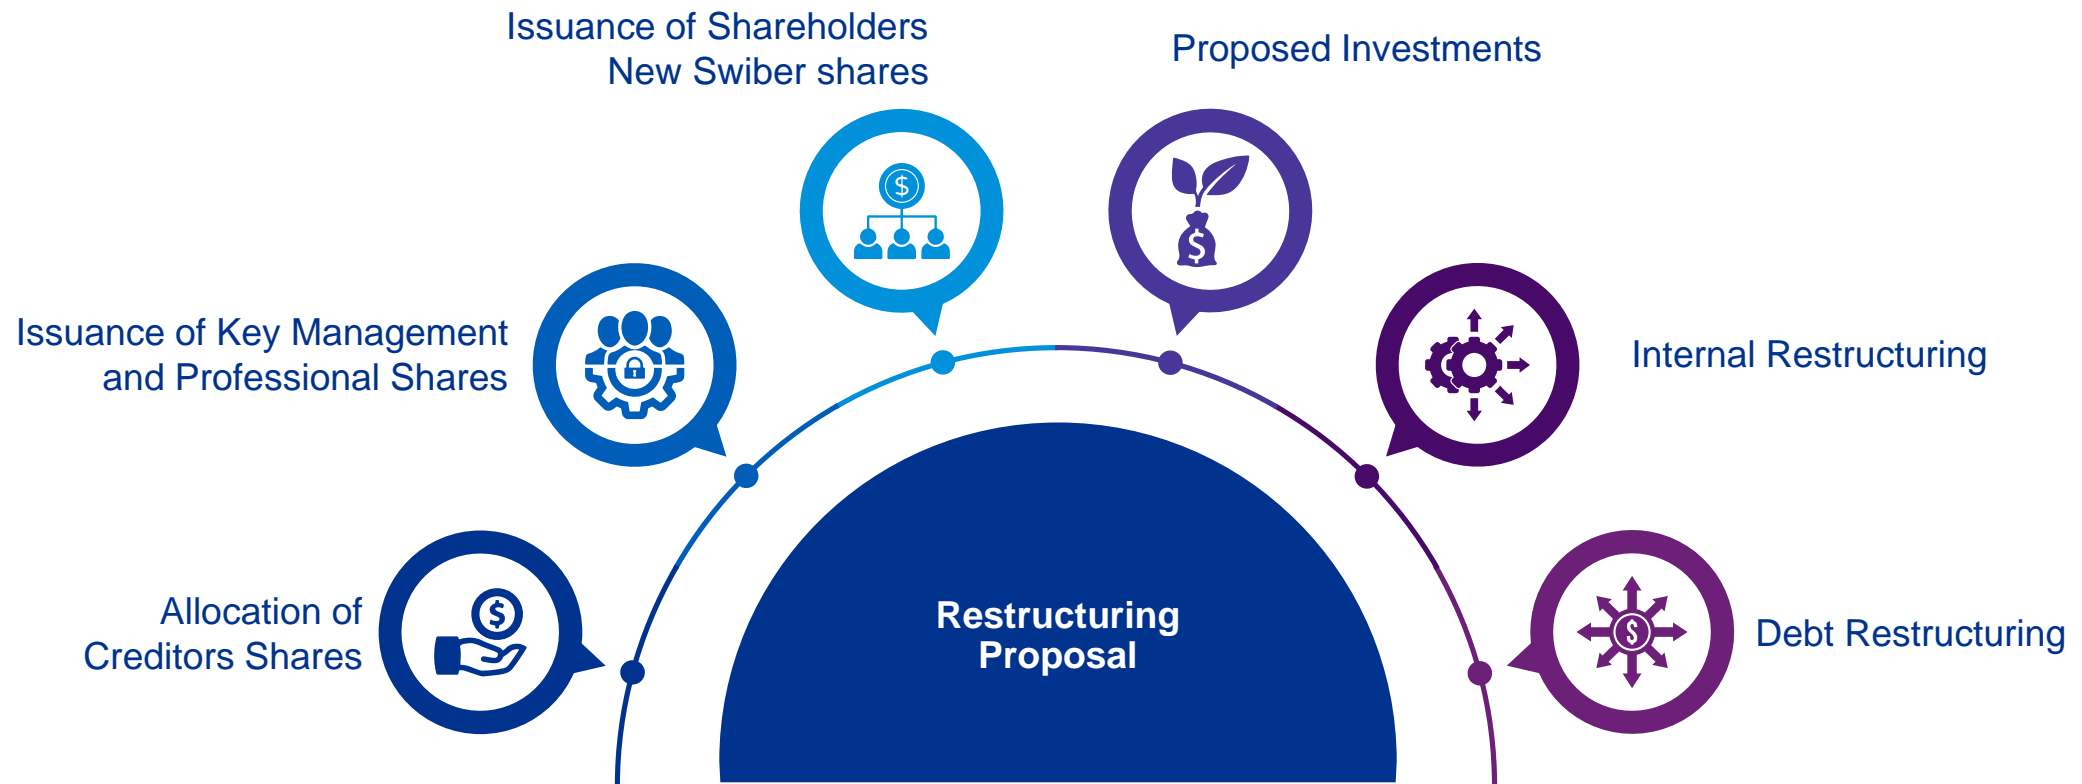 Issuance of Shareholders
New Swiber shares
Proposed Investments
Issuance of Key Management
and Professional Shares
Internal Restructuring
Allocation of
Creditors Shares
Restructuring
Proposal
Debt Restructuring
$
$
$
$